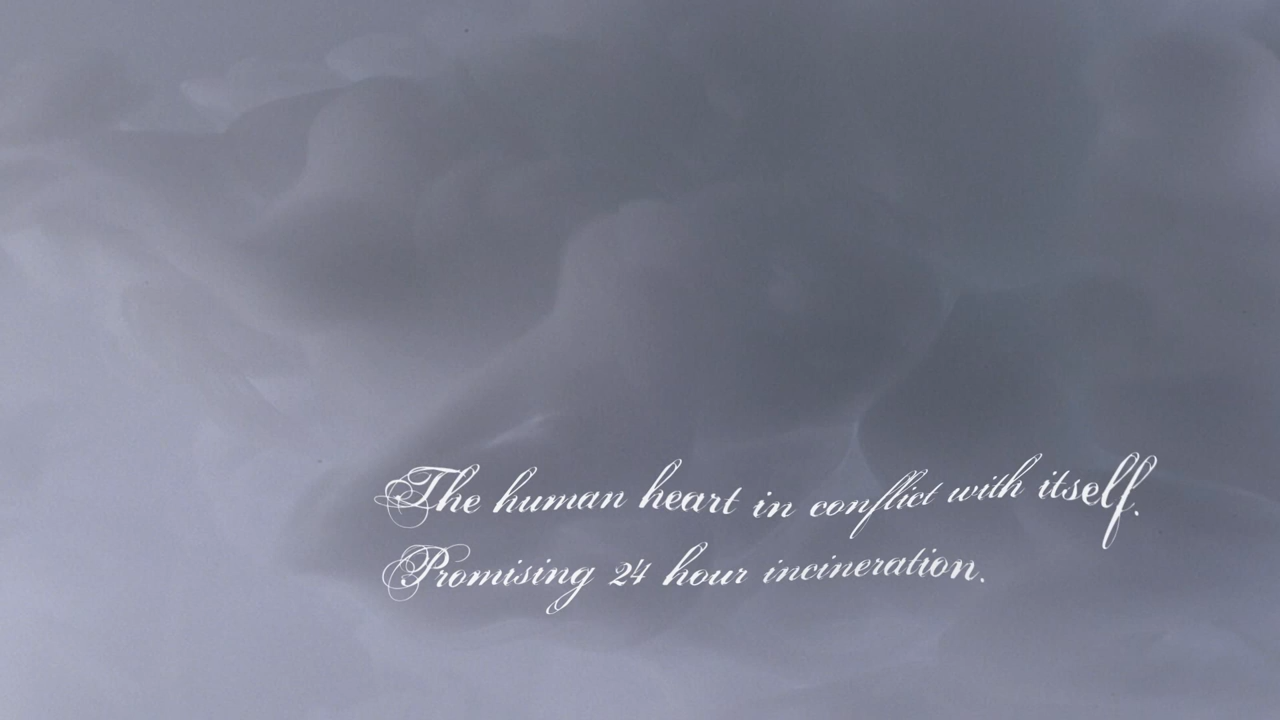 The human heart in conflict with itself.
Promising 24 hour incineration.